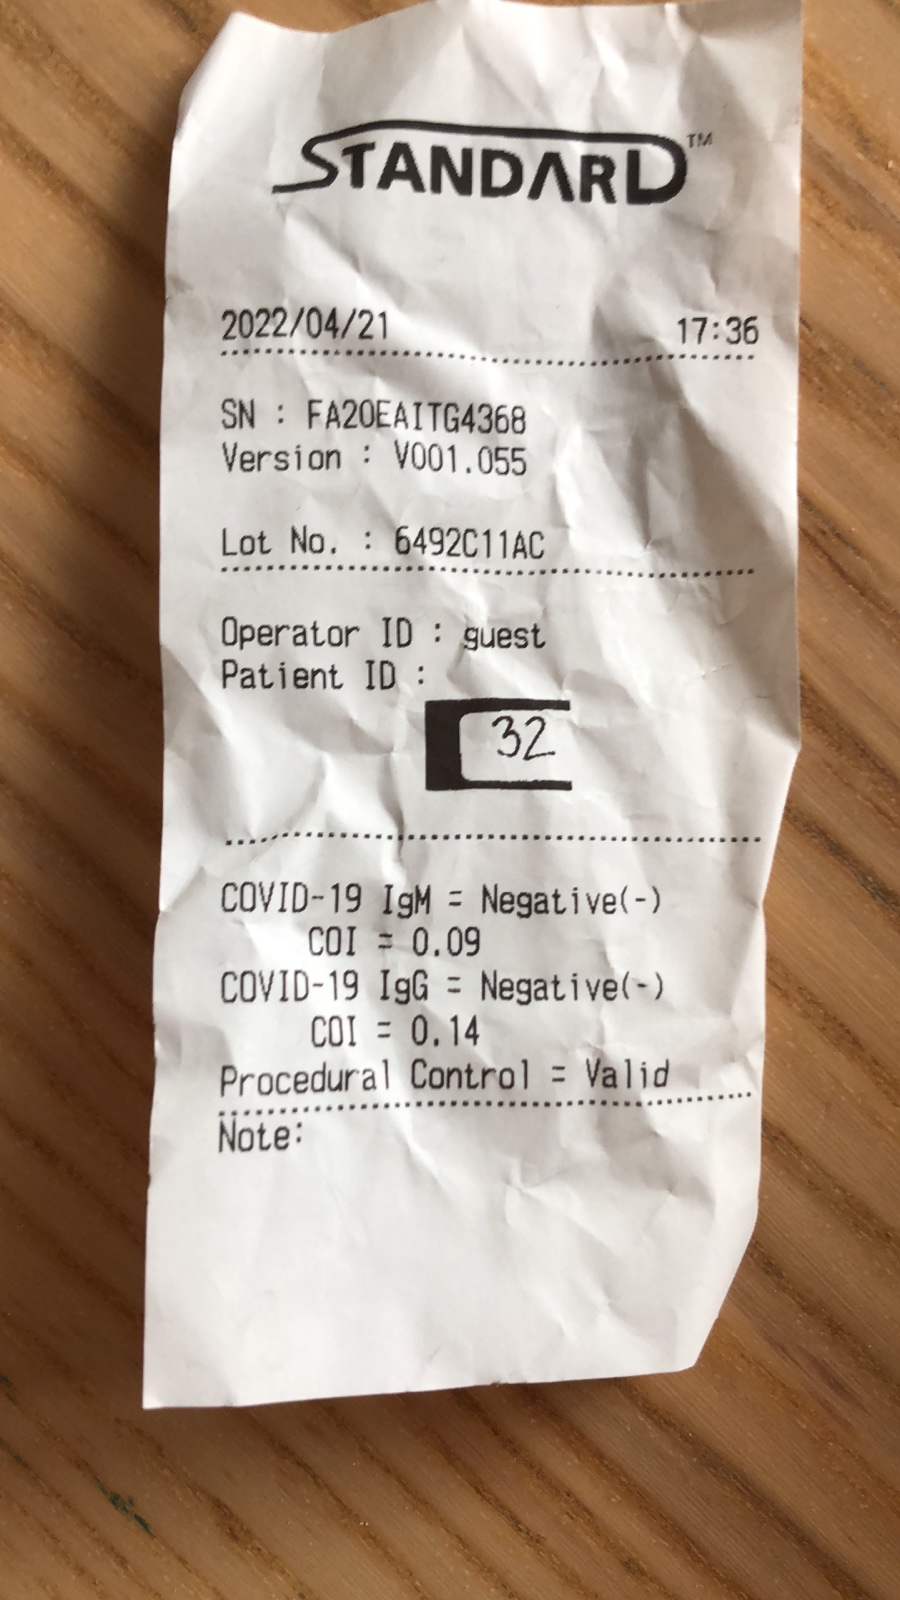 STANDARD™
2022/04/21 17:36
SN : FA20EAITG4368
Version : V001.055
Lot No. : 6492C11AC
Operator ID : guest
Patient ID :
32
COVID-19 IgM = Negative(-)
COI = 0.09
COVID-19 IgG = Negative(-)
COI = 0.14
Procedural Control = Valid
Note: